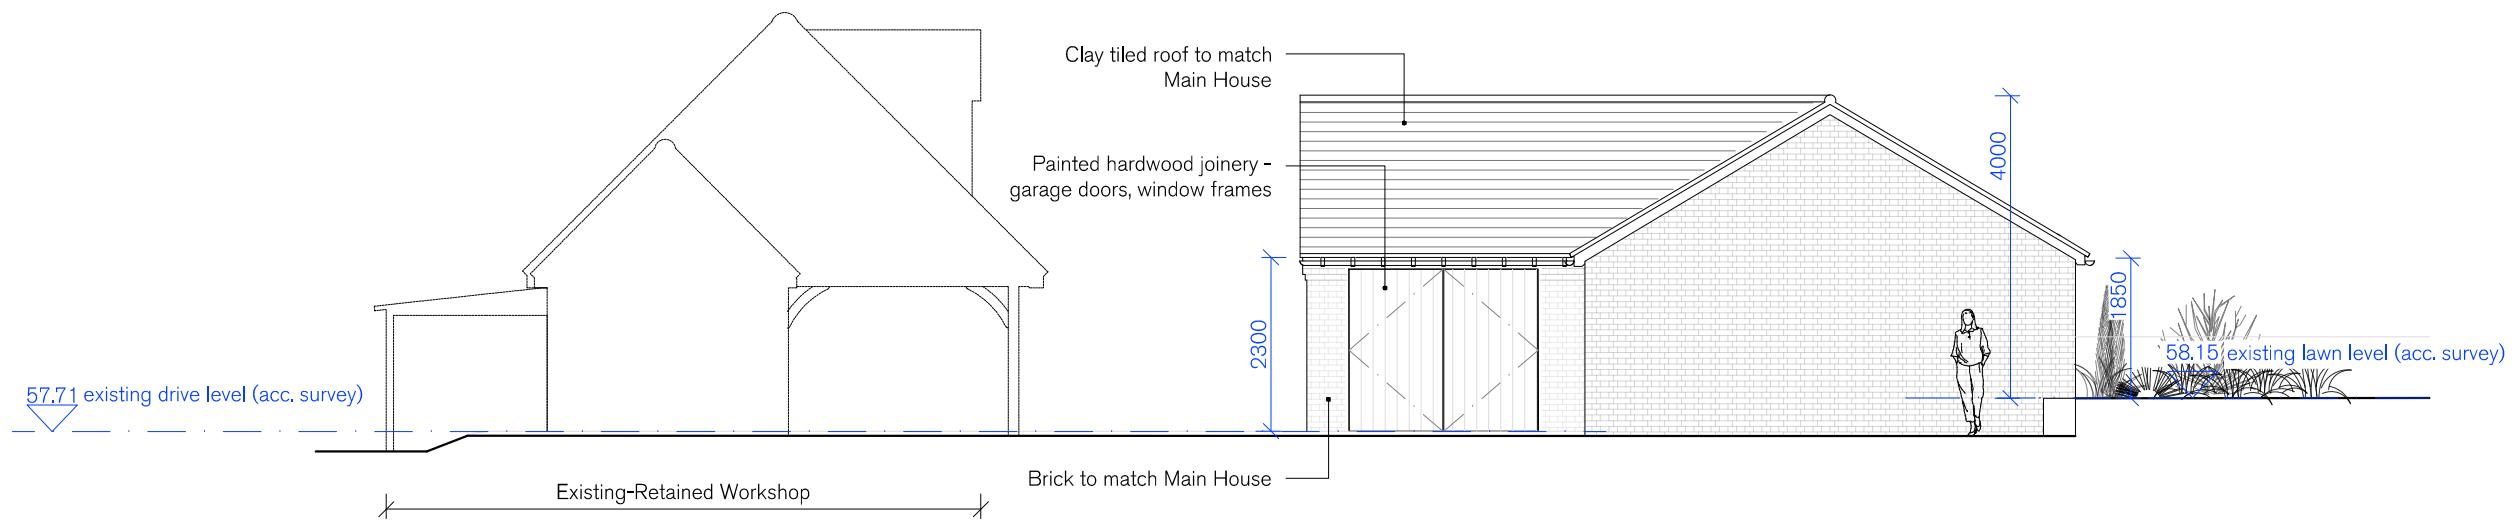 Clay tiled roof to match
Main House
Painted hardwood joinery -
garage doors, window frames
4000
1850
2300
58.15 existing lawn level (acc. survey)
57.71 existing drive level (acc. survey)
Brick to match Main House
Existing-Retained Workshop